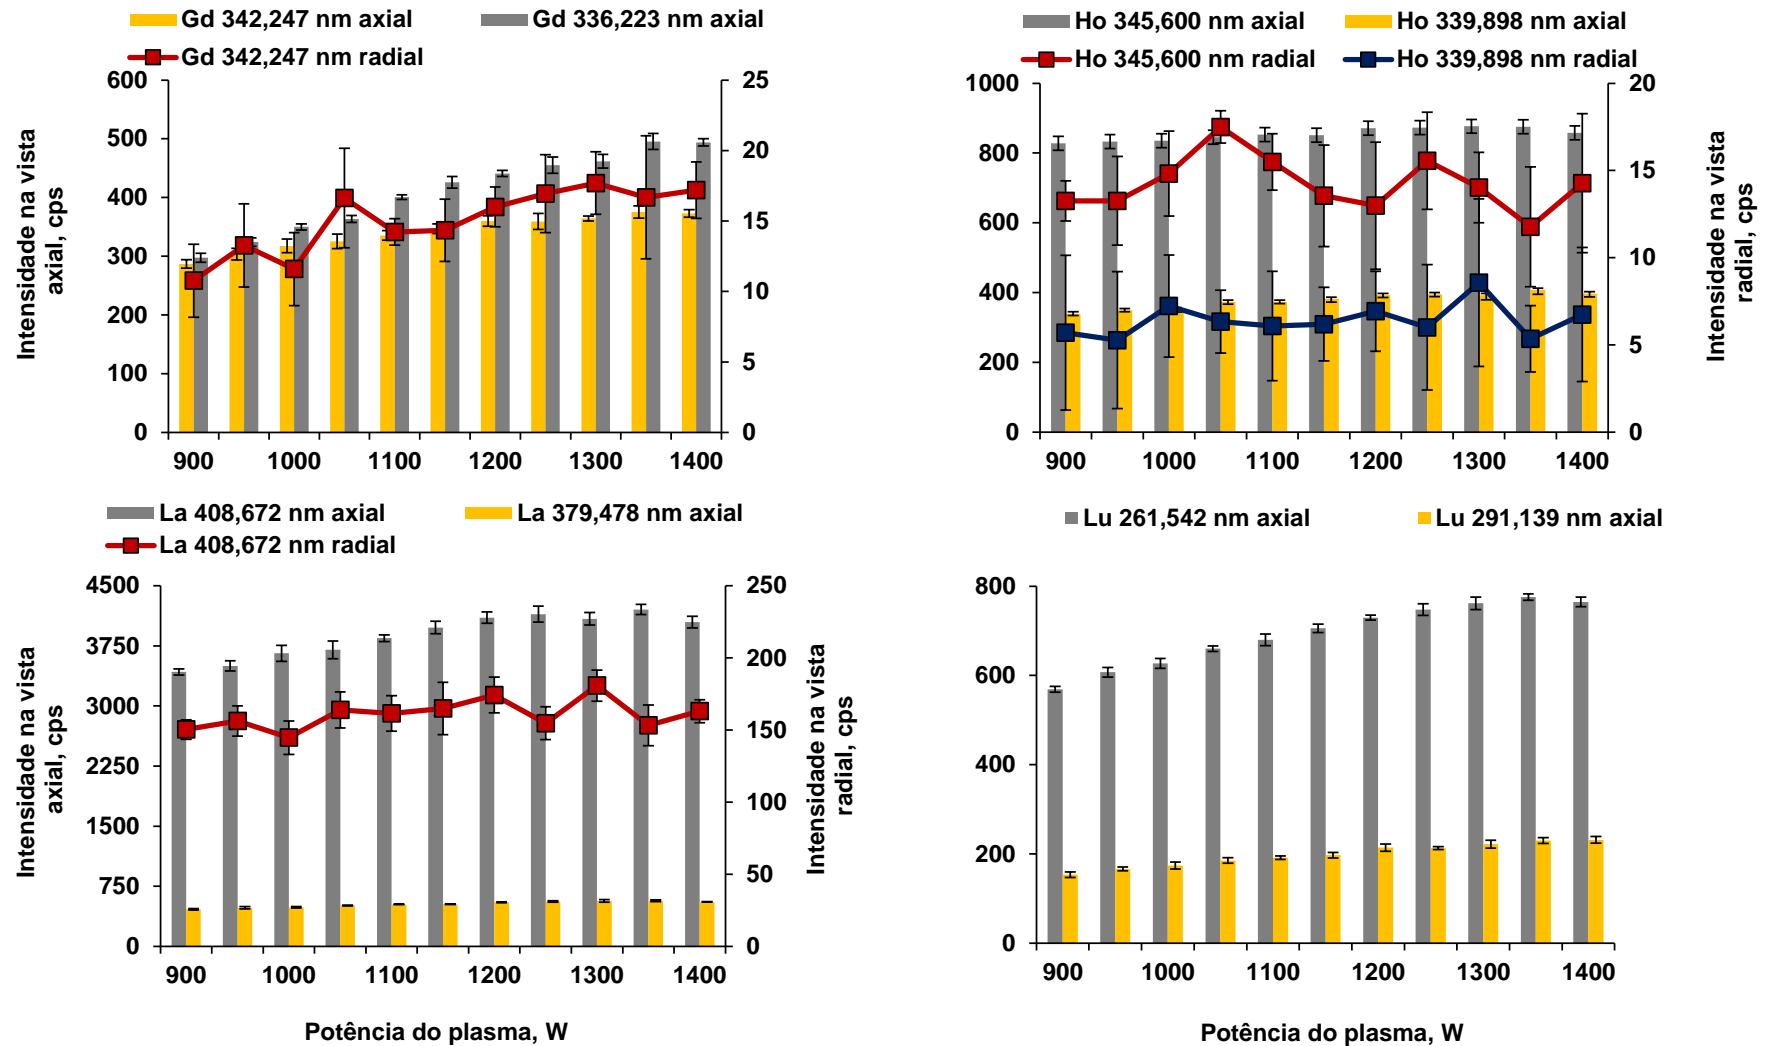 Gd 342,247 nm axial
Gd 336,223 nm axial
Gd 342,247 nm radial
600
500
400
300
200
100
0
25
20
15
10
5
0
900 1000 1100 1200 1300 1400
Intensidade na vista
axial, cps
Ho 345,600 nm axial
Ho 339,898 nm axial
Ho 345,600 nm radial
Ho 339,898 nm radial
1000
800
600
400
200
0
20
15
10
5
0
900 1000 1100 1200 1300 1400
Intensidade na vista
radial, cps
La 408,672 nm axial
La 379,478 nm axial
La 408,672 nm radial
4500
3750
3000
2250
1500
750
0
250
200
150
100
50
0
900 1000 1100 1200 1300 1400
Intensidade na vista
axial, cps
Intensidade na vista
radial, cps
Potência do plasma, W
Lu 261,542 nm axial
Lu 291,139 nm axial
800
600
400
200
0
900 1000 1100 1200 1300 1400
Potência do plasma, W